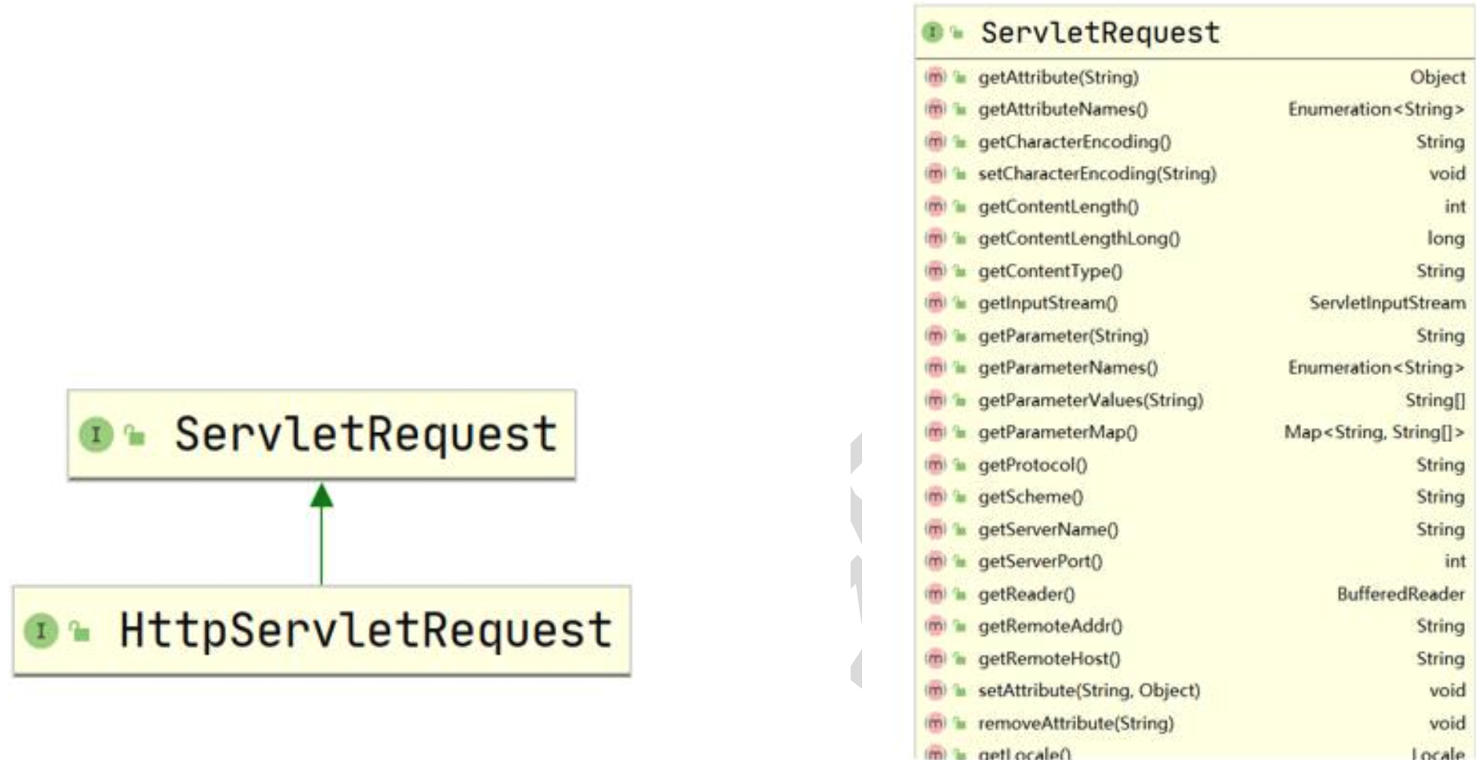 ServletRequest
HttpServletRequest
ServletRequest
getAttribute(String) Object
getAttributeNames() Enumeration<String>
getCharacterEncoding() String
setCharacterEncoding(String) void
getContentLength() int
getContentLengthLong() long
getContentType() String
getInputStream() ServletInputStream
getParameter(String) String
getParameterNames() Enumeration<String>
getParameterValues(String) String[]
getParameterMap() Map<String, String[]>
getProtocol() String
getScheme() String
getServerName() String
getServerPort() int
getReader() BufferedReader
getRemoteAddr() String
getRemoteHost() String
setAttribute(String, Object) void
removeAttribute(String) void
getLocale() Locale